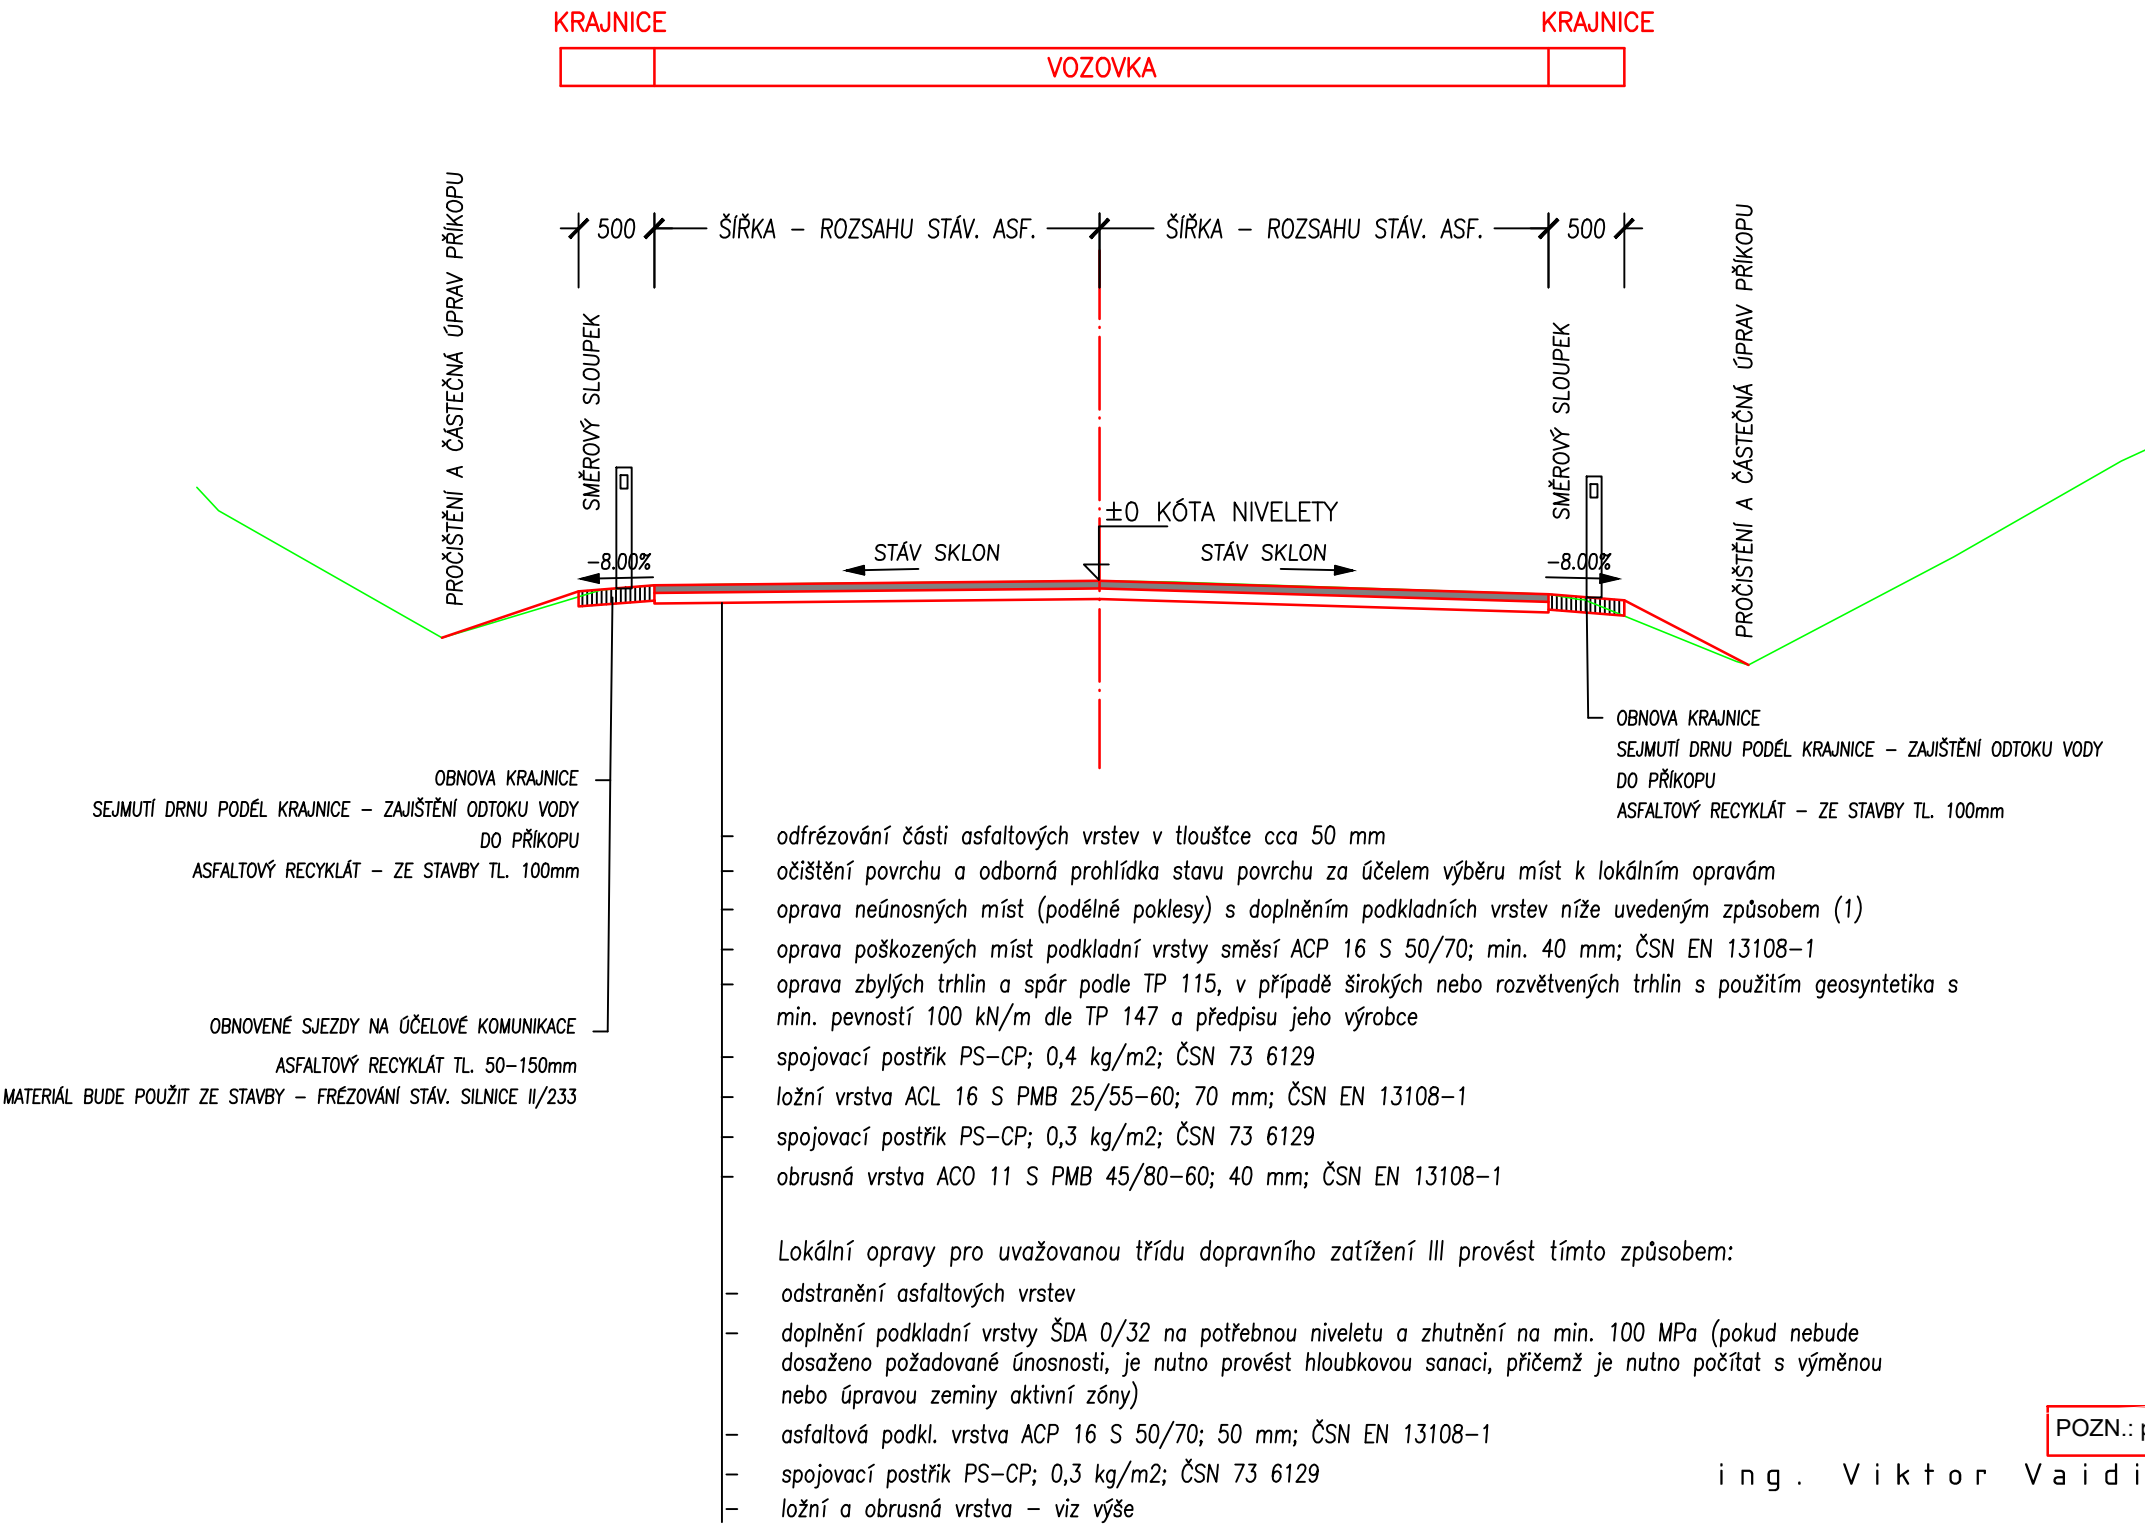 KRAJNICE
KRAJNICE
VOZOVKA
500
ŠÍŘKA – ROZSAHU STÁV. ASF.
ŠÍŘKA – ROZSAHU STÁV. ASF.
500
PROČIŠTĚNÍ A ČÁSTEČNÁ ÚPRAV PŘÍKOPU
SMĚROVÝ SLOUPEK
SMĚROVÝ SLOUPEK
PROČIŠTĚNÍ A ČÁSTEČNÁ ÚPRAV PŘÍKOPU
±0 KÓTA NIVELETY
–8.00%
STÁV SKLON
STÁV SKLON
–8.00%
OBNOVA KRAJNICE
SEJMUTÍ DRNU PODÉL KRAJNICE – ZAJIŠTĚNÍ ODTOKU VODY
DO PŘÍKOPU
ASFALTOVÝ RECYKLÁT – ZE STAVBY TL. 100mm
OBNOVA KRAJNICE
SEJMUTÍ DRNU PODÉL KRAJNICE – ZAJIŠTĚNÍ ODTOKU VODY
DO PŘÍKOPU
ASFALTOVÝ RECYKLÁT – ZE STAVBY TL. 100mm
OBNOVENÉ SJEZDY NA ÚČELOVÉ KOMUNIKACE
ASFALTOVÝ RECYKLÁT TL. 50–150mm
MATERIÁL BUDE POUŽIT ZE STAVBY – FRÉZOVÁNÍ STÁV. SILNICE II/233
– odfrézování části asfaltových vrstev v tloušťce cca 50 mm
– očištění povrchu a odborná prohlídka stavu povrchu za účelem výběru míst k lokálním opravám
– oprava neúnosných míst (podélné poklesy) s doplněním podkladních vrstev níže uvedeným způsobem (1)
– oprava poškozených míst podkladní vrstvy směsí ACP 16 S 50/70; min. 40 mm; ČSN EN 13108–1
– oprava zbylých trhlin a spár podle TP 115, v případě širokých nebo rozvětvených trhlin s použitím geosyntetika s
min. pevností 100 kN/m dle TP 147 a předpisu jeho výrobce
– spojovací postřik PS–CP; 0,4 kg/m2; ČSN 73 6129
– ložní vrstva ACL 16 S PMB 25/55–60; 70 mm; ČSN EN 13108–1
– spojovací postřik PS–CP; 0,3 kg/m2; ČSN 73 6129
– obrusná vrstva ACO 11 S PMB 45/80–60; 40 mm; ČSN EN 13108–1
Lokální opravy pro uvažovanou třídu dopravního zatížení III provést tímto způsobem:
– odstranění asfaltových vrstev
– doplnění podkladní vrstvy ŠDA 0/32 na potřebnou niveletu a zhutnění na min. 100 MPa (pokud nebude
dosaženo požadované únosnosti, je nutno provést hloubkovou sanaci, přičemž je nutno počítat s výměnou
nebo úpravou zeminy aktivní zóny)
– asfaltová podkl. vrstva ACP 16 S 50/70; 50 mm; ČSN EN 13108–1
– spojovací postřik PS–CP; 0,3 kg/m2; ČSN 73 6129
– ložní a obrusná vrstva – viz výše
POZN.:
ing. Viktor Vaidi